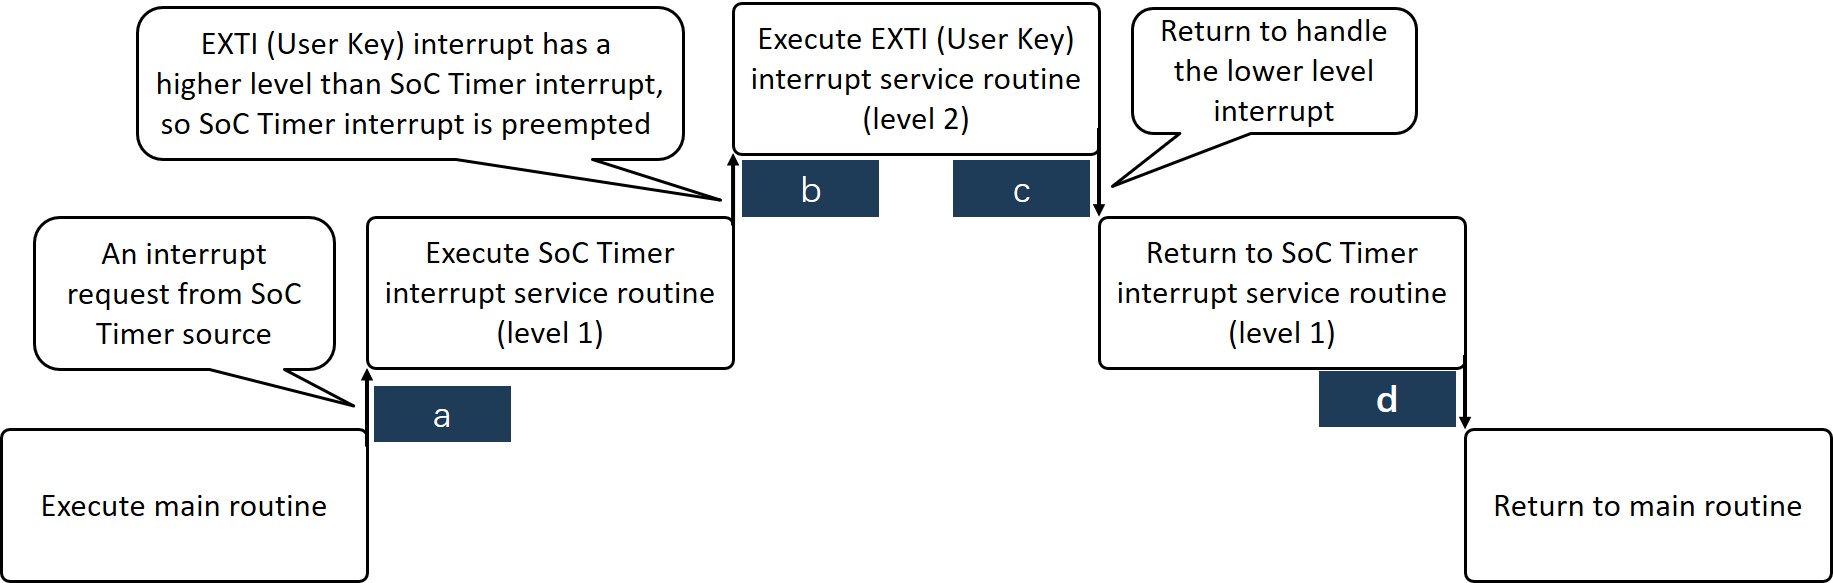 EXTI (User Key) interrupt has a
higher level than SoC Timer interrupt,
so SoC Timer interrupt is preempted
Execute EXTI (User Key)
interrupt service routine
(level 2)
Return to handle
the lower level
interrupt
b
c
An interrupt
request from SoC
Timer source
Execute SoC Timer
interrupt service routine
(level 1)
Return to SoC Timer
interrupt service routine
(level 1)
a
d
Execute main routine
Return to main routine